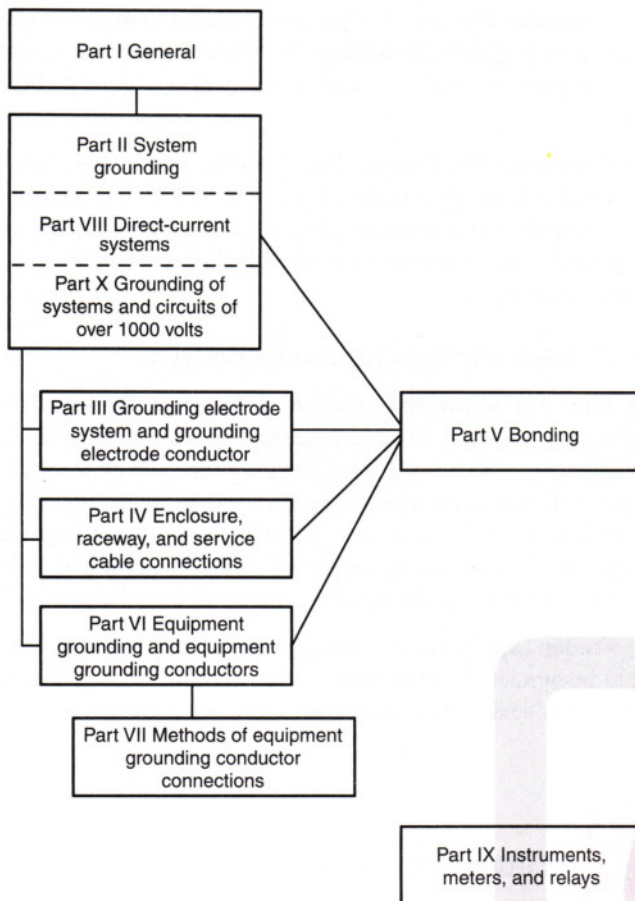 Part I General
Part II System
grounding
Part VIII Direct-current
systems
Part X Grounding of
systems and circuits of
over 1000 volts
Part III Grounding electrode
system and grounding
electrode conductor
Part V Bonding
Part IV Enclosure,
raceway, and service
cable connections
Part VI Equipment
grounding and equipment
grounding conductors
Part VII Methods of equipment
grounding conductor
connections
Part IX Instruments,
meters, and relays